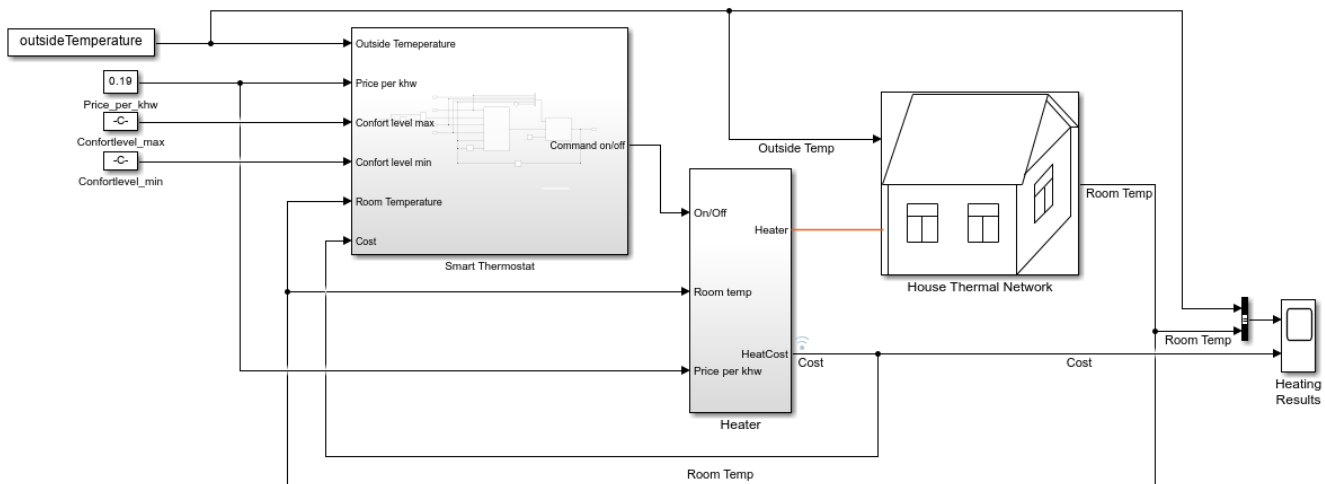 outsideTemperature
0.19
Price_per_khw
-C-
Confortlevel_max
-C-
Confortlevel_min
Outside Temeperature
Price per khw
Confort level max
Confort level min
Room Temperature
Cost
Command on/off
Smart Thermostat
On/Off
Room temp
Price per khw
Heater
HeatCost
Heater
Cost
Outside Temp
House Thermal Network
Room Temp
Room Temp
Cost
Heating
Results
Room Temp